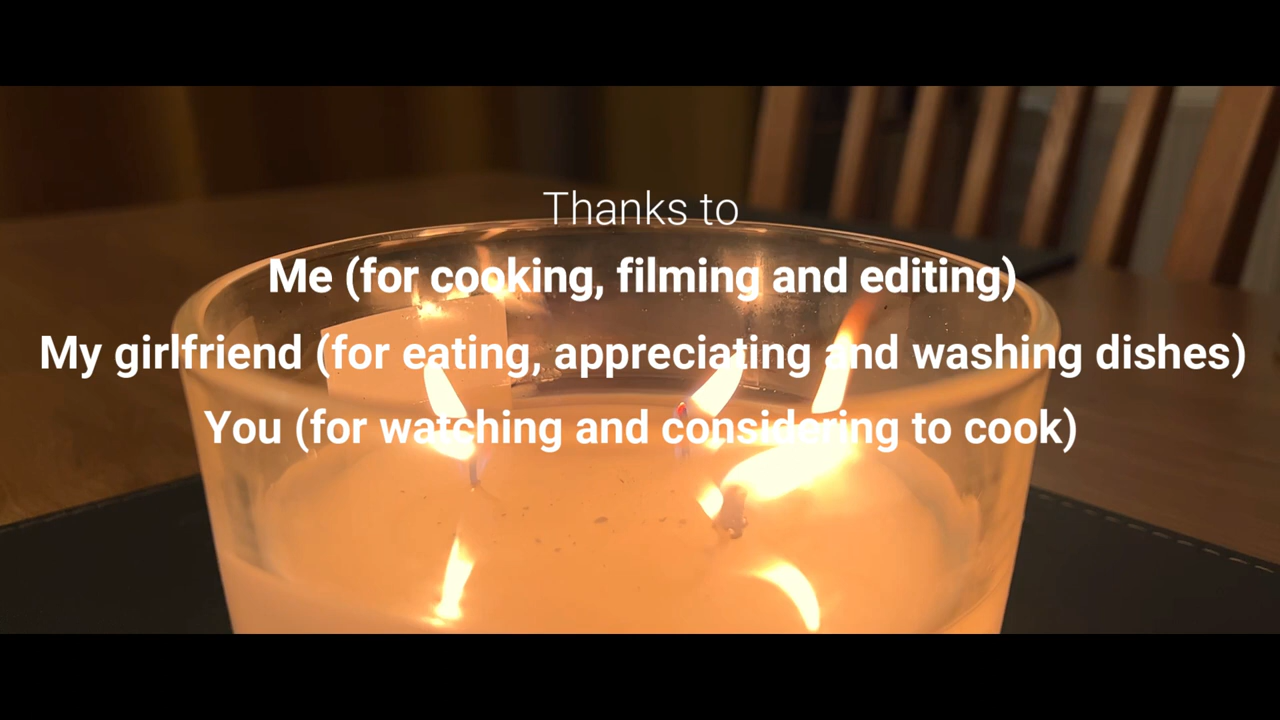 Thanks to
Me (for cooking, filming and editing)
My girlfriend (for eating, appreciating and washing dishes)
You (for watching and considering to cook)